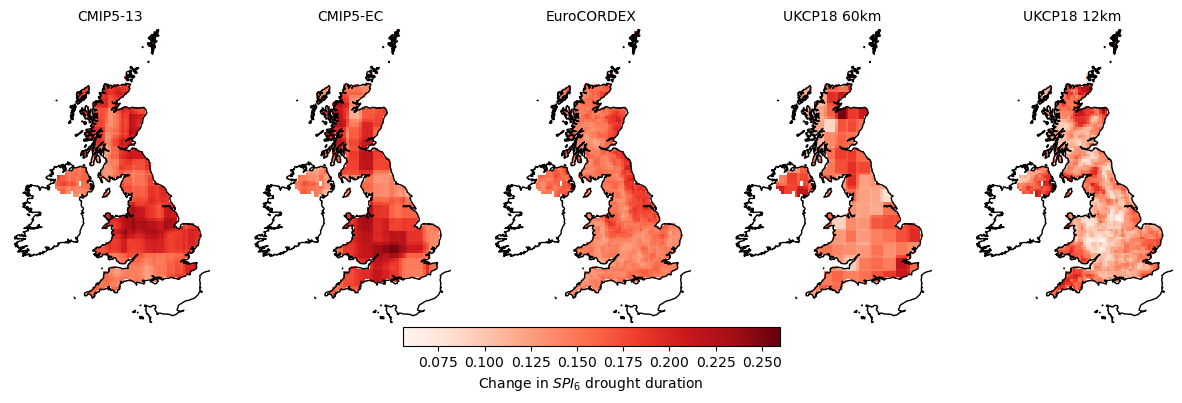 CMIP5-13 CMIP5-EC EuroCORDEX UKCP18 60km UKCP18 12km
0.075 0.100 0.125 0.150 0.175 0.200 0.225 0.250
Change in SPI₆ drought duration